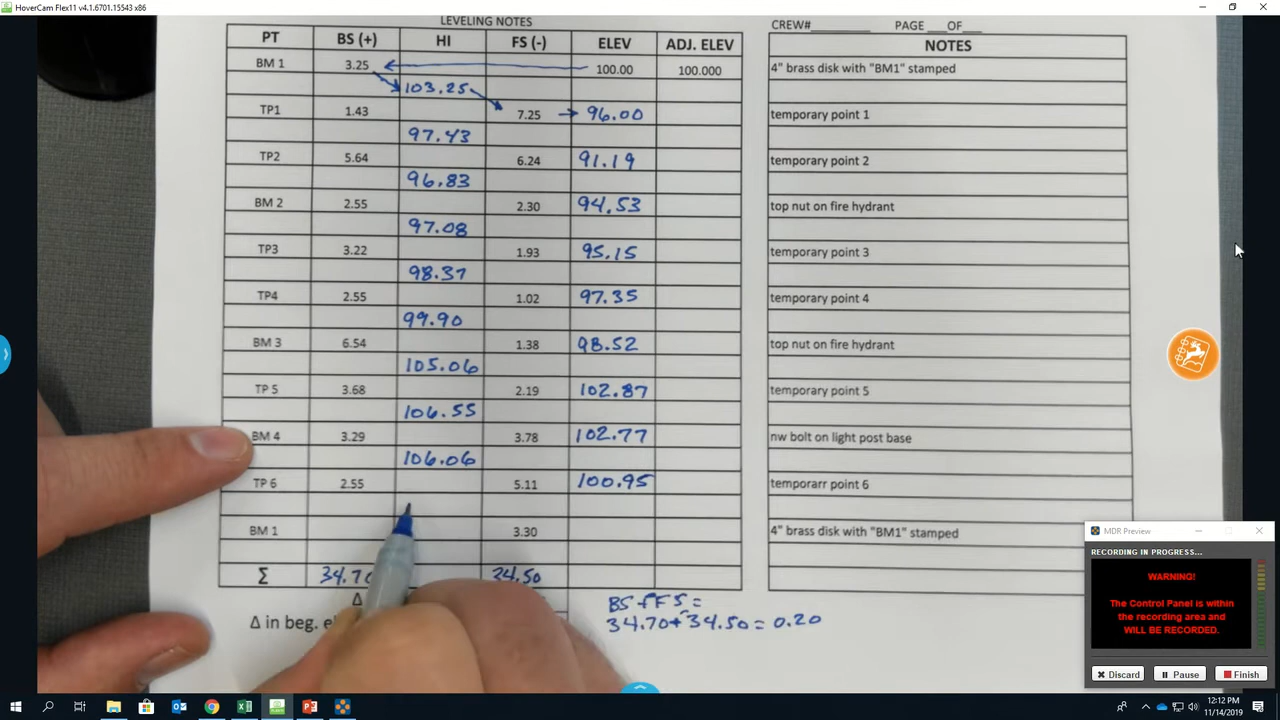 HoverCam Flex11 v4.1.6701.15543 x86
LEVELING NOTES
CREW#________ PAGE ___OF___
PT BS (+) HI FS (-) ELEV ADJ. ELEV NOTES
BM 1 3.25 100.00 100.000 4" brass disk with "BM1" stamped
103.25
TP1 1.43 7.25 96.00 temporary point 1
97.43
TP2 5.64 6.24 91.19 temporary point 2
96.83
BM 2 2.55 2.30 94.53 top nut on fire hydrant
97.08
TP3 3.22 1.93 95.15 temporary point 3
98.37
TP4 2.55 1.02 97.35 temporary point 4
99.90
BM 3 6.54 1.38 98.52 top nut on fire hydrant
105.06
TP 5 3.68 2.19 102.87 temporary point 5
106.55
BM 4 3.29 3.78 102.77 nw bolt on light post base
106.06
TP 6 2.55 5.11 100.95 temporarr point 6
BM 1 3.30 4" brass disk with "BM1" stamped
Σ 34.70 24.50
Δ
Δ in beg. el
BS + FS =
34.70+34.50 = 0.20
MDR Preview
RECORDING IN PROGRESS...
WARNING!
The Control Panel is within
the recording area and
WILL BE RECORDED.
Discard Pause Finish
12:12 PM
11/14/2019